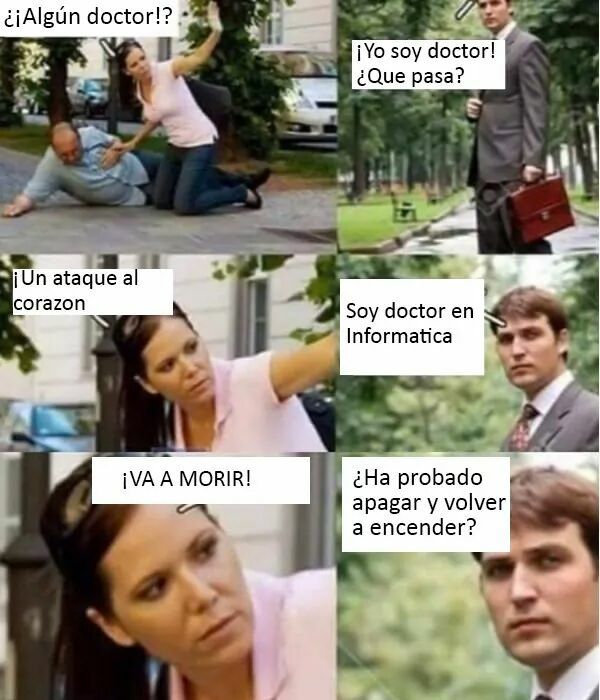 ¿¡Algún doctor!?
¡Yo soy doctor!
¿Que pasa?
¡Un ataque al
corazon
Soy doctor en
Informatica
¡VA A MORIR!
¿Ha probado
apagar y volver
a encender?